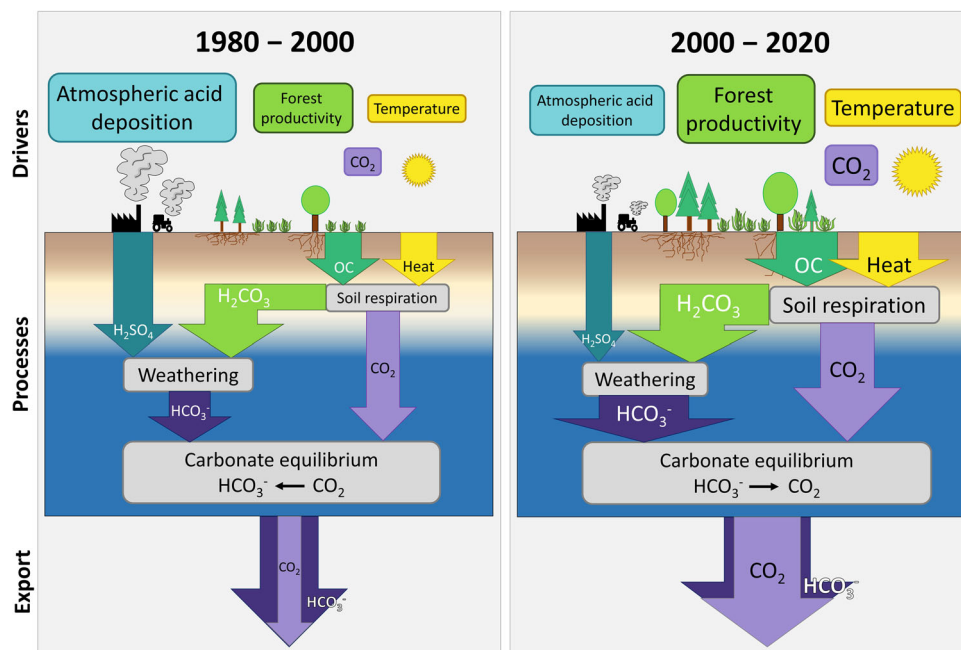 1980 – 2000
Drivers
Processes
Export
Atmospheric acid
deposition
Forest
productivity
Temperature
CO₂
OC
Heat
H₂CO₃
Soil respiration
H₂SO₄
CO₂
Weathering
HCO₃⁻
Carbonate equilibrium
HCO₃⁻ ← CO₂
CO₂
HCO₃⁻
2000 – 2020
Atmospheric acid
deposition
Forest
productivity
Temperature
CO₂
OC
Heat
H₂CO₃
Soil respiration
H₂SO₄
CO₂
Weathering
HCO₃⁻
Carbonate equilibrium
HCO₃⁻ → CO₂
CO₂
HCO₃⁻